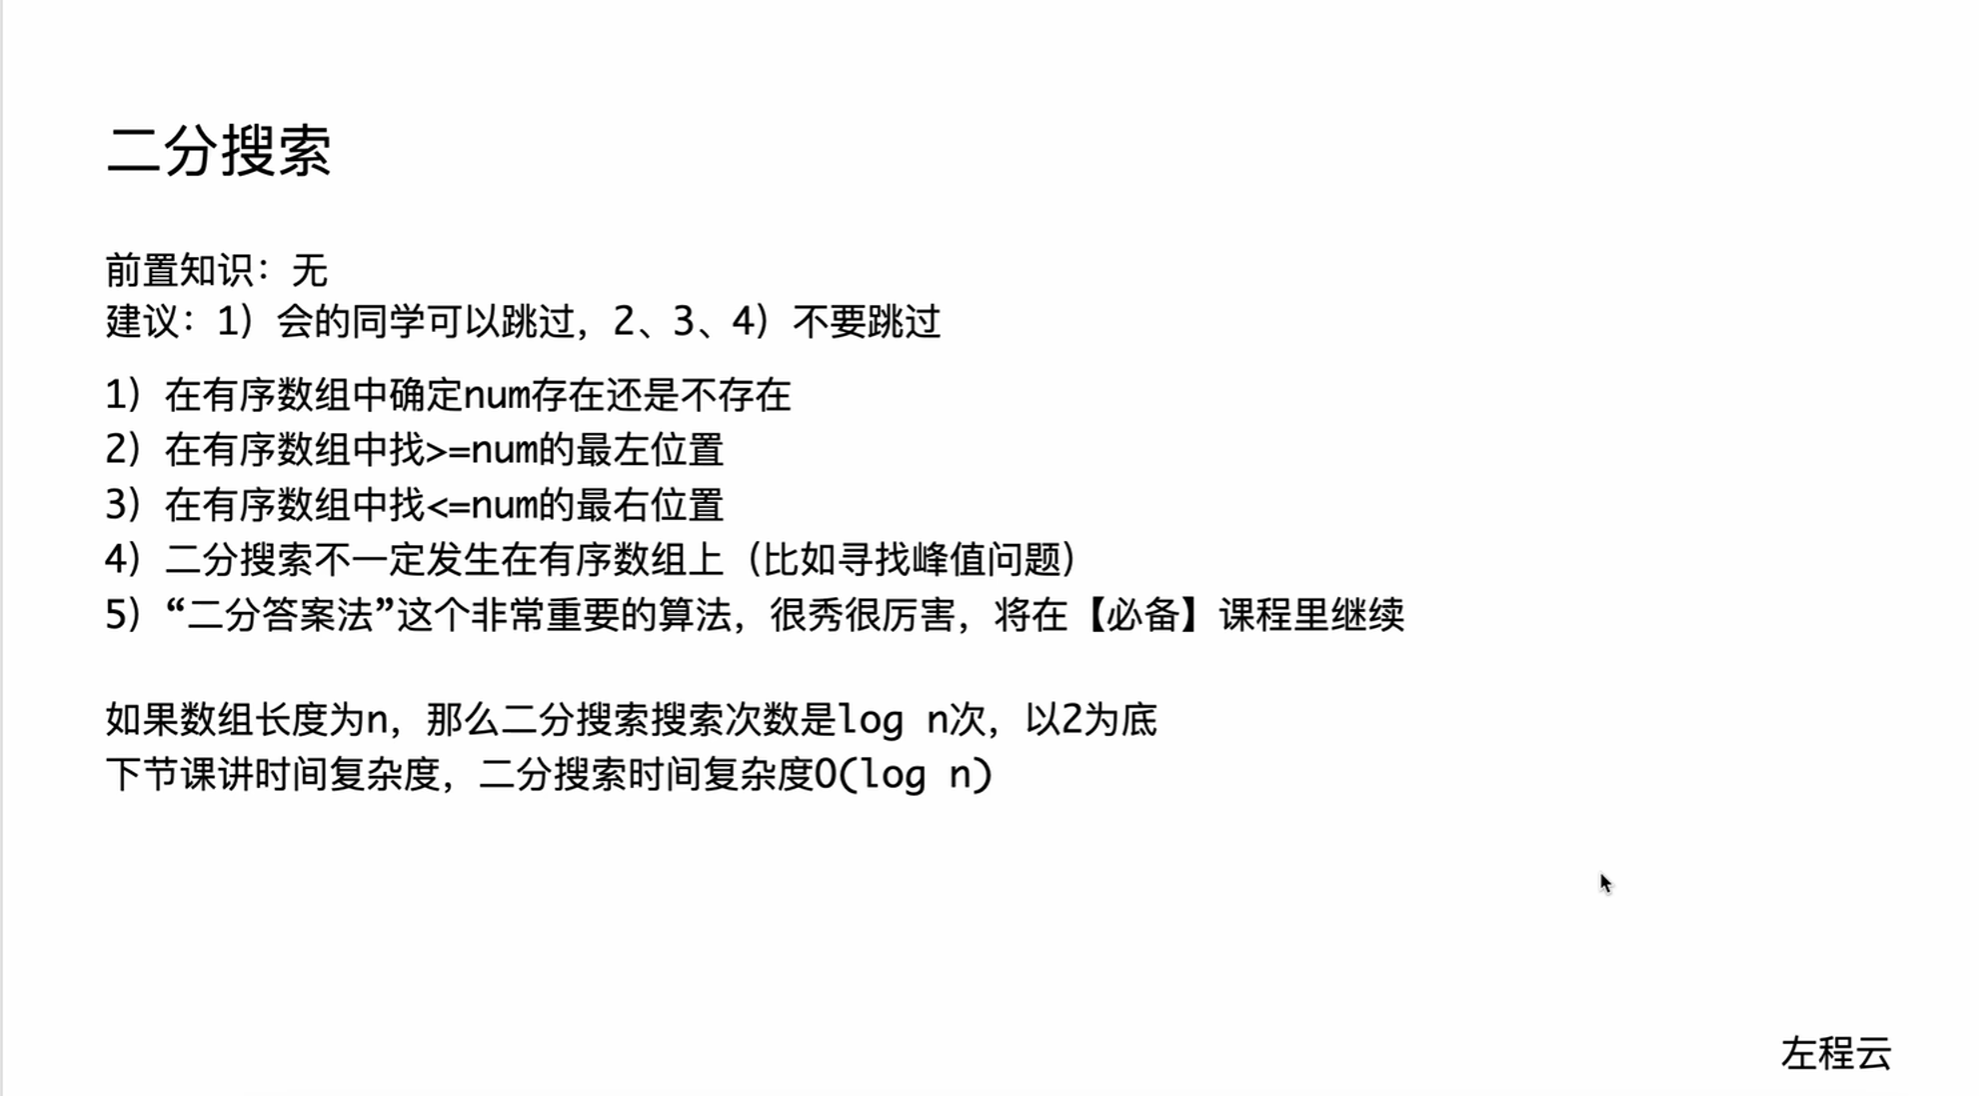 二分搜索
前置知识：无
建议：1）会的同学可以跳过，2、3、4）不要跳过
1）在有序数组中确定num存在还是不存在
2）在有序数组中找>=num的最左位置
3）在有序数组中找<=num的最右位置
4）二分搜索不一定发生在有序数组上（比如寻找峰值问题）
5）“二分答案法”这个非常重要的算法，很秀很厉害，将在【必备】课程里继续
如果数组长度为n，那么二分搜索搜索次数是log n次，以2为底
下节课讲时间复杂度，二分搜索时间复杂度O(log n)
左程云